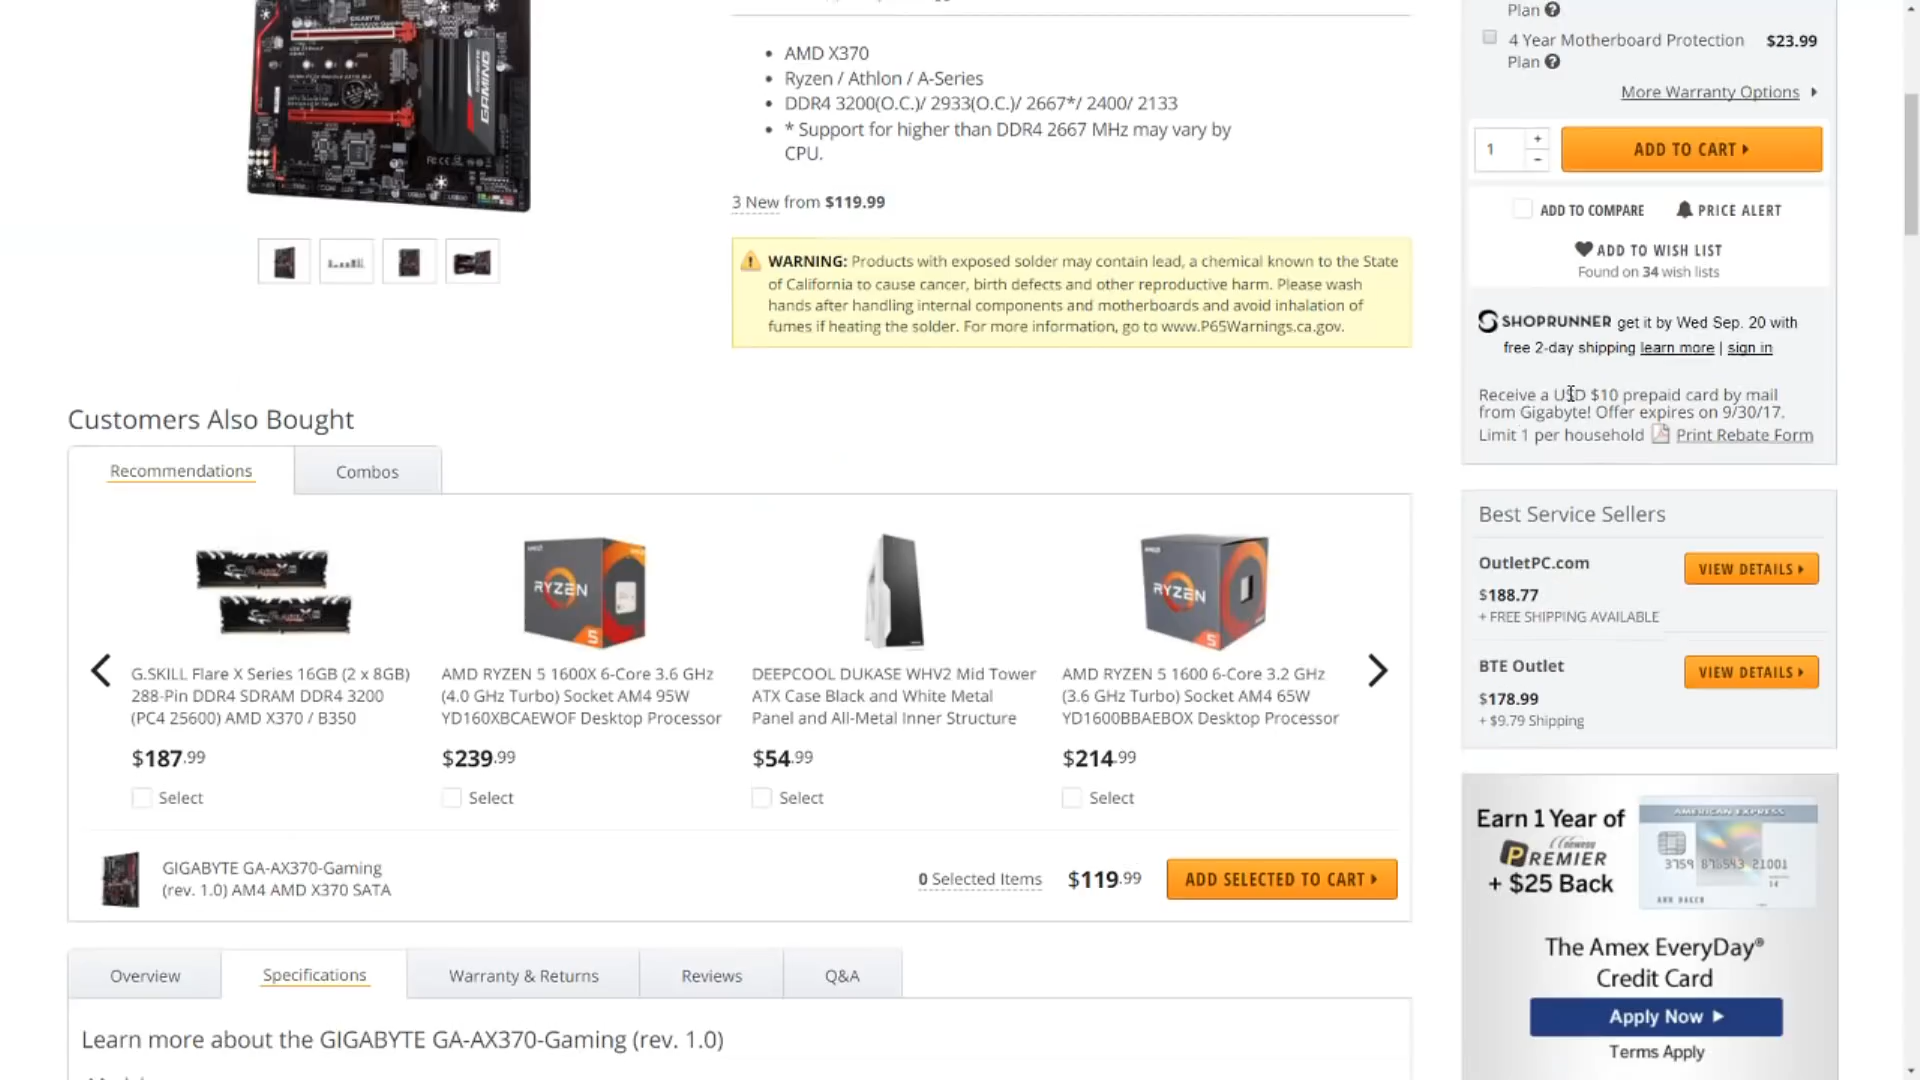 Plan
4 Year Motherboard Protection $23.99
Plan
More Warranty Options
GIGABYTE
GAMING
AMD X370
Ryzen / Athlon / A-Series
DDR4 3200(O.C.)/ 2933(O.C.)/ 2667*/ 2400/ 2133
* Support for higher than DDR4 2667 MHz may vary by
CPU.
3 New from $119.99
WARNING: Products with exposed solder may contain lead, a chemical known to the State
of California to cause cancer, birth defects and other reproductive harm. Please wash
hands after handling internal components and motherboards and avoid inhalation of
fumes if heating the solder. For more information, go to www.P65Warnings.ca.gov.
1 + -
ADD TO CART
ADD TO COMPARE PRICE ALERT
ADD TO WISH LIST
Found on 34 wish lists
SHOPRUNNER get it by Wed Sep. 20 with
free 2-day shipping learn more | sign in
Receive a USD $10 prepaid card by mail
from Gigabyte! Offer expires on 9/30/17.
Limit 1 per household Print Rebate Form
Customers Also Bought
Recommendations Combos
RYZEN
5
RYZEN
5
G.SKILL Flare X Series 16GB (2 x 8GB)
288-Pin DDR4 SDRAM DDR4 3200
(PC4 25600) AMD X370 / B350
$187.99
Select
AMD RYZEN 5 1600X 6-Core 3.6 GHz
(4.0 GHz Turbo) Socket AM4 95W
YD160XBCAEWOF Desktop Processor
$239.99
Select
DEEPCOOL DUKASE WHV2 Mid Tower
ATX Case Black and White Metal
Panel and All-Metal Inner Structure
$54.99
Select
AMD RYZEN 5 1600 6-Core 3.2 GHz
(3.6 GHz Turbo) Socket AM4 65W
YD1600BBAEBOX Desktop Processor
$214.99
Select
GIGABYTE GA-AX370-Gaming
(rev. 1.0) AM4 AMD X370 SATA
0 Selected Items $119.99 ADD SELECTED TO CART
Best Service Sellers
OutletPC.com
$188.77
+ FREE SHIPPING AVAILABLE
VIEW DETAILS
BTE Outlet
$178.99
+ $9.79 Shipping
VIEW DETAILS
Earn 1 Year of
newegg
PREMIER
+ $25 Back
AMERICAN EXPRESS
The Amex EveryDay®
Credit Card
Apply Now
Terms Apply
Overview Specifications Warranty & Returns Reviews Q&A
Learn more about the GIGABYTE GA-AX370-Gaming (rev. 1.0)